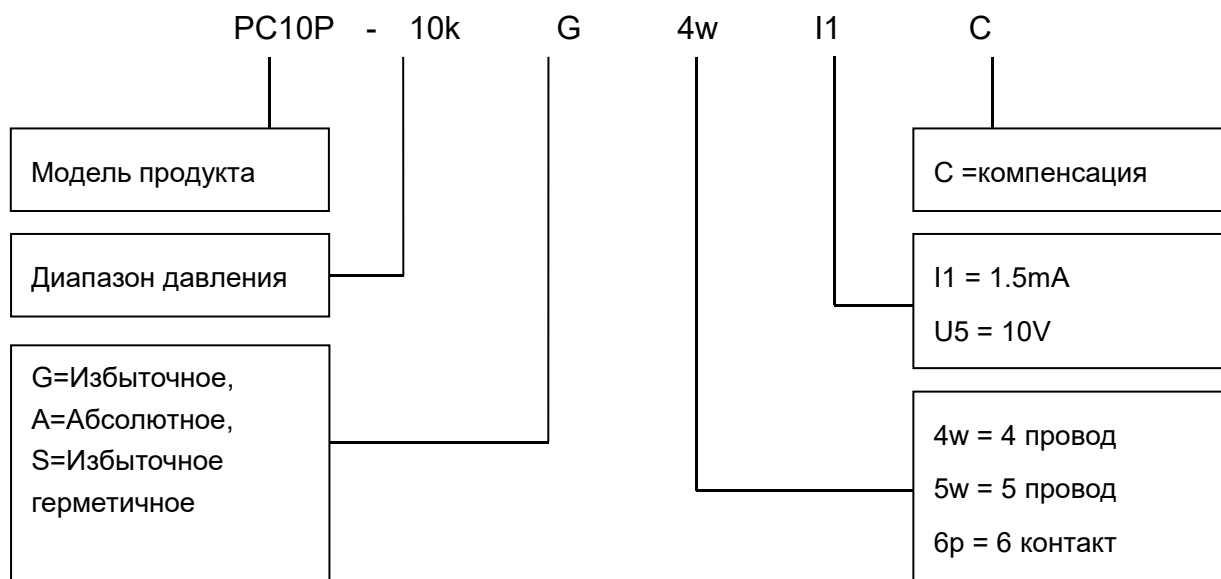 PC10P - 10k G 4w I1 C
Модель продукта
Диапазон давления
G=Избыточное,
A=Абсолютное,
S=Избыточное
герметичное
C =компенсация
I1 = 1.5mA
U5 = 10V
4w = 4 провод
5w = 5 провод
6p = 6 контакт